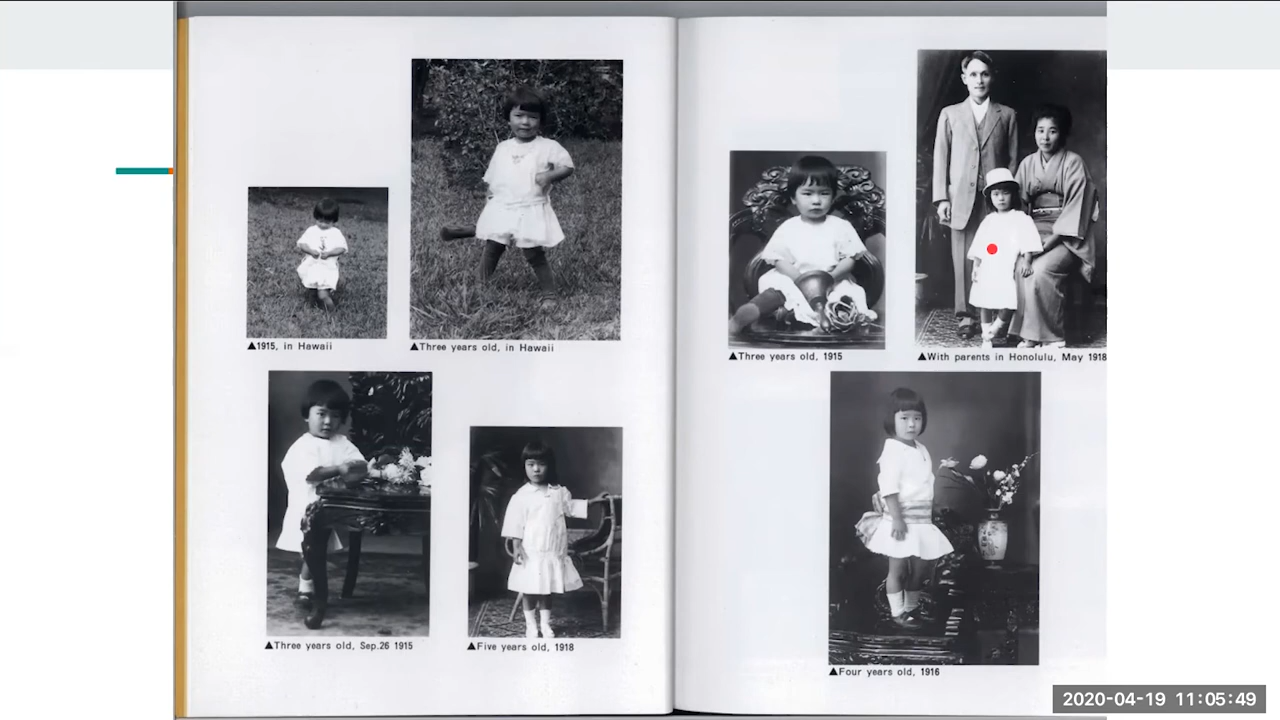 ▲1915, in Hawaii
▲Three years old, in Hawaii
▲Three years old, Sep.26 1915
▲Five years old, 1918
▲Three years old, 1915
▲With parents in Honolulu, May 1918
▲Four years old, 1916
2020-04-19 11:05:49